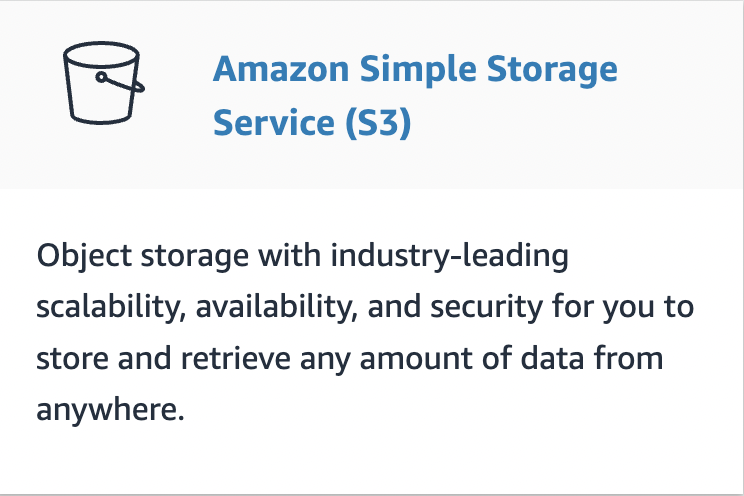 Amazon Simple Storage
Service (S3)
Object storage with industry-leading
scalability, availability, and security for you to
store and retrieve any amount of data from
anywhere.